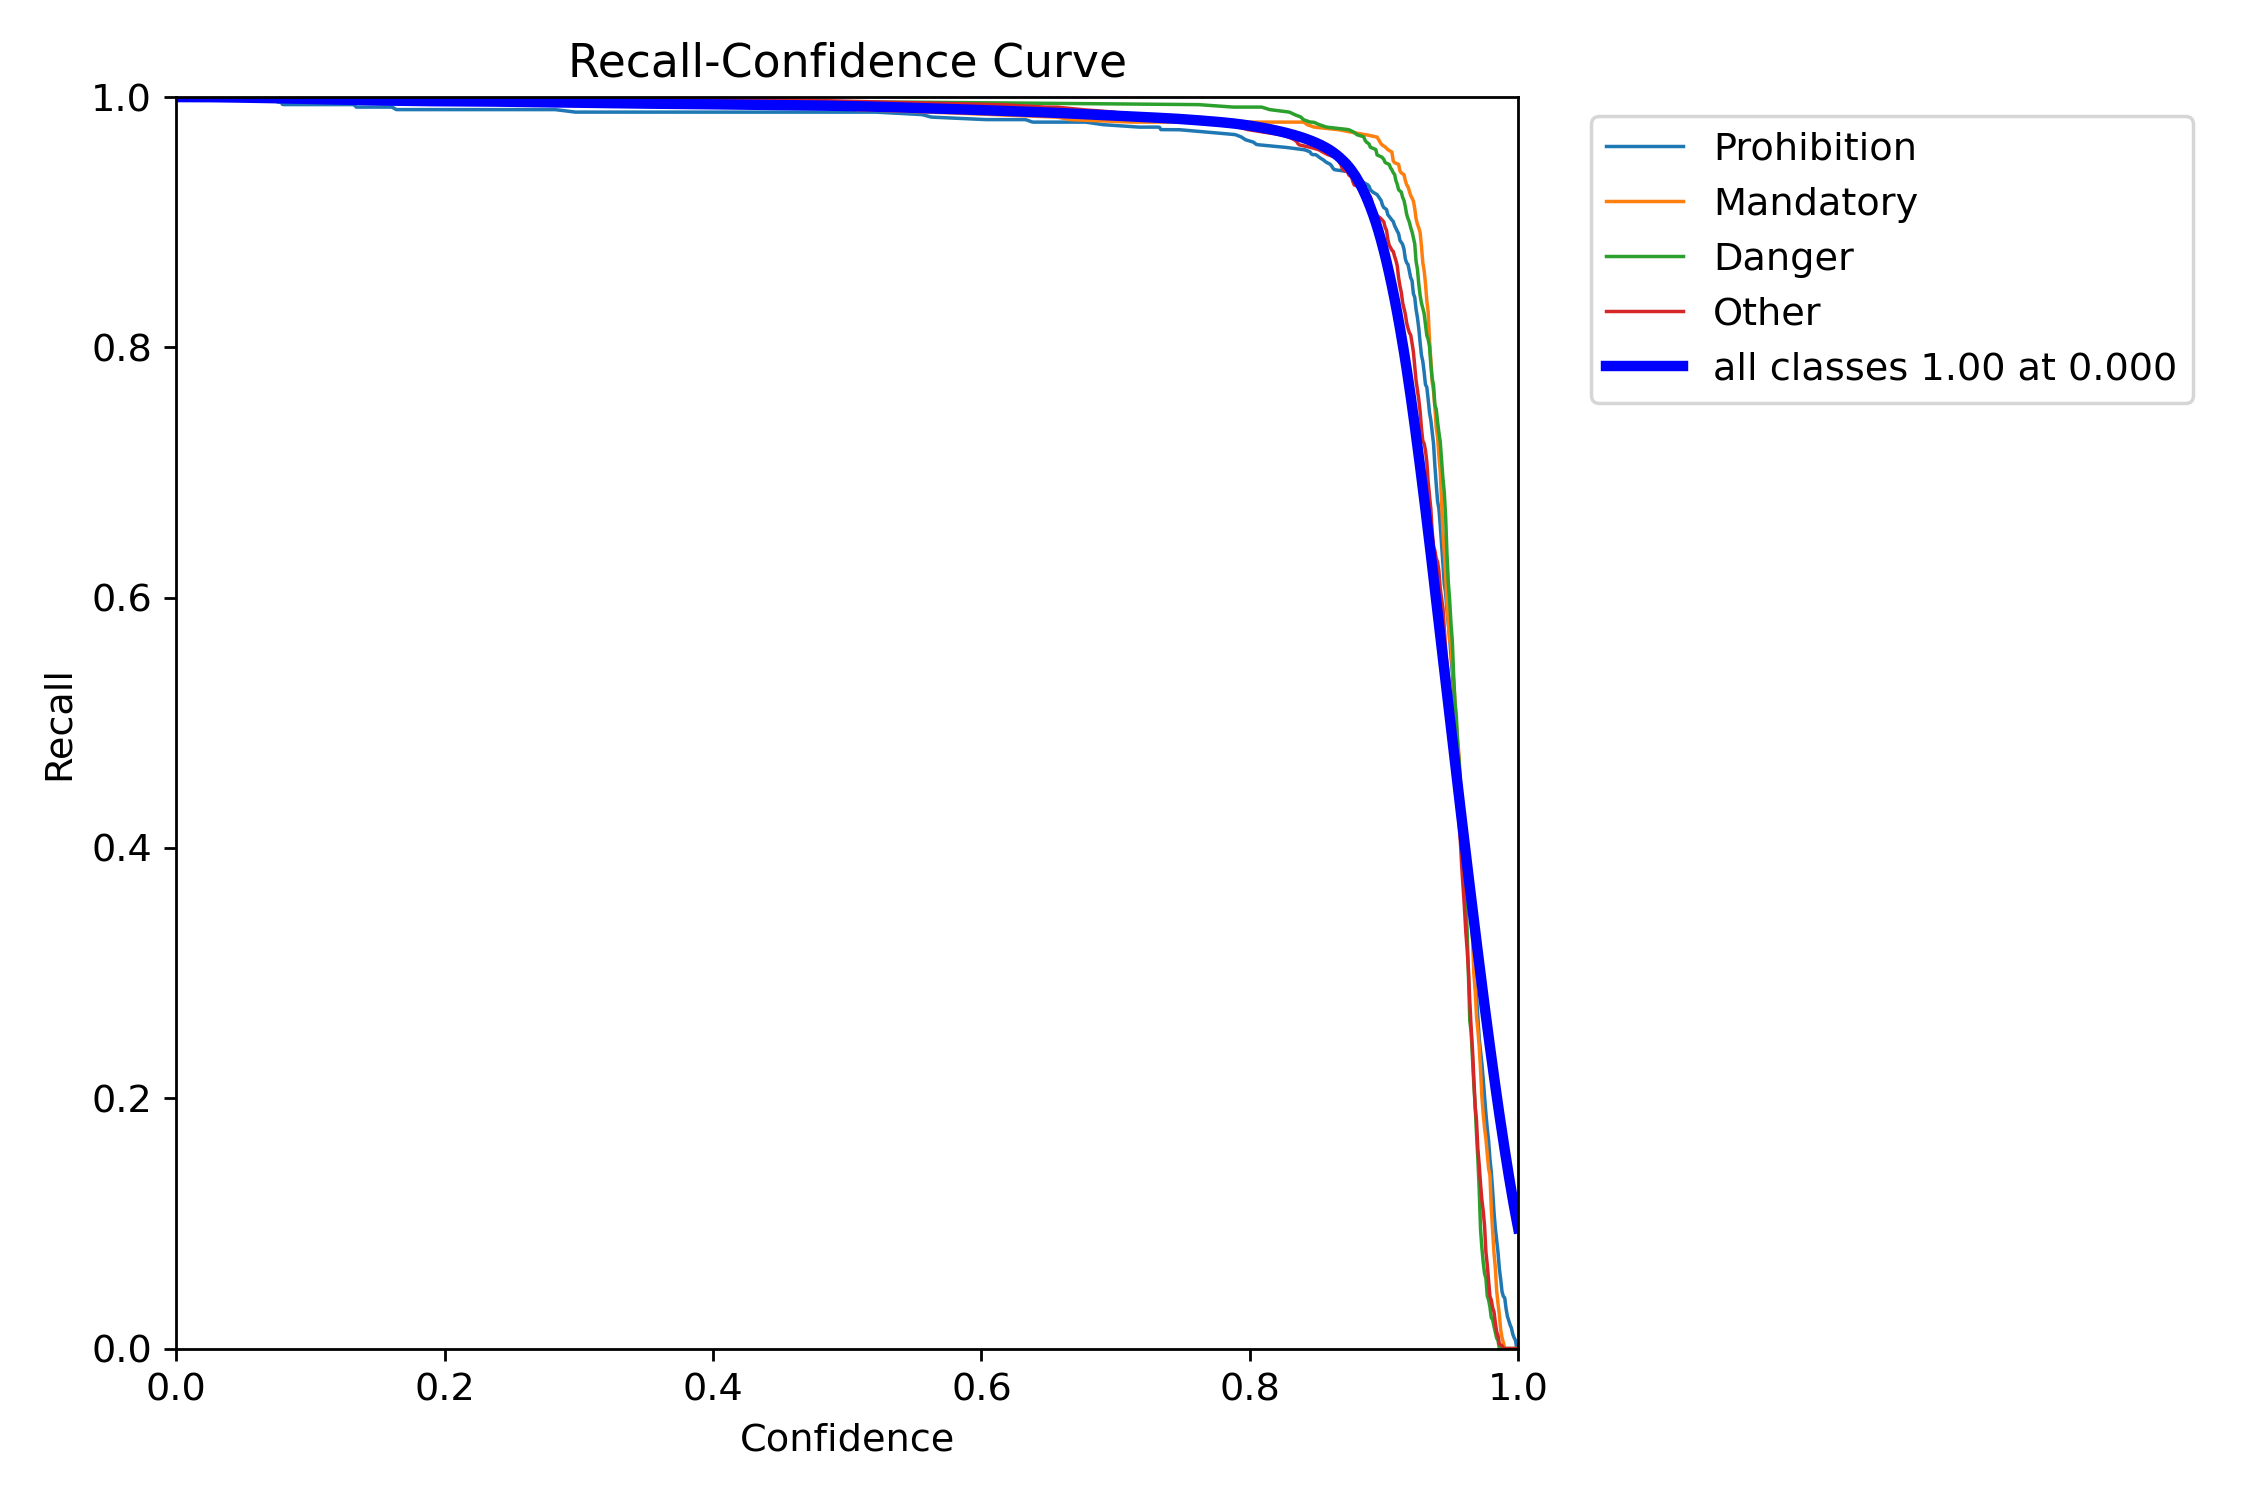 Recall-Confidence Curve
1.0
0.8
0.6
0.4
0.2
0.0
Recall
0.0 0.2 0.4 0.6 0.8 1.0
Confidence
Prohibition
Mandatory
Danger
Other
all classes 1.00 at 0.000